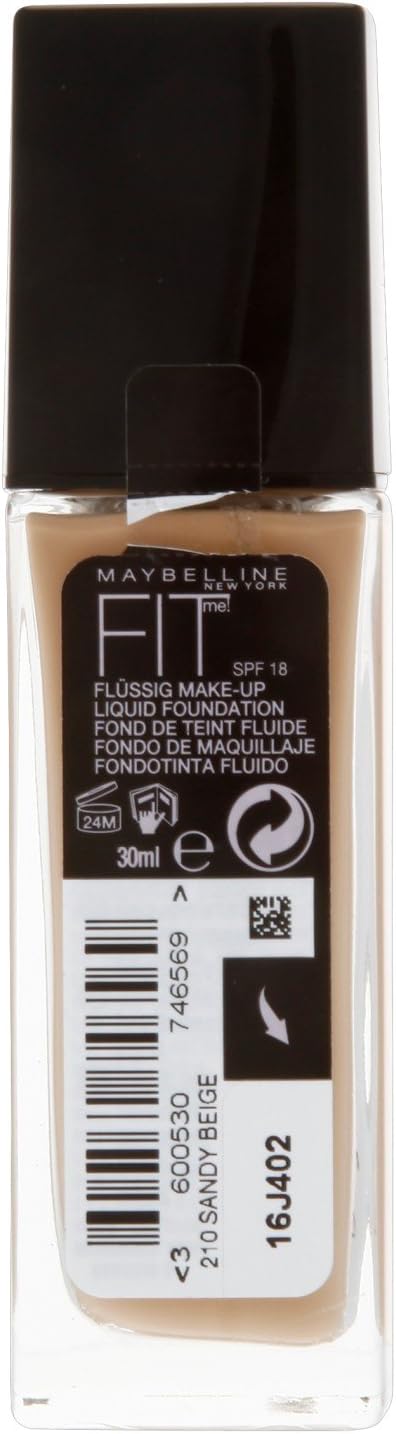 MAYBELLINE
NEW YORK
FIT me!
SPF 18
FLÜSSIG MAKE-UP
LIQUID FOUNDATION
FOND DE TEINT FLUIDE
FONDO DE MAQUILLAJE
FONDOTINTA FLUIDO
24M
30ml e
<3 600530 746569 >
210 SANDY BEIGE
16J402